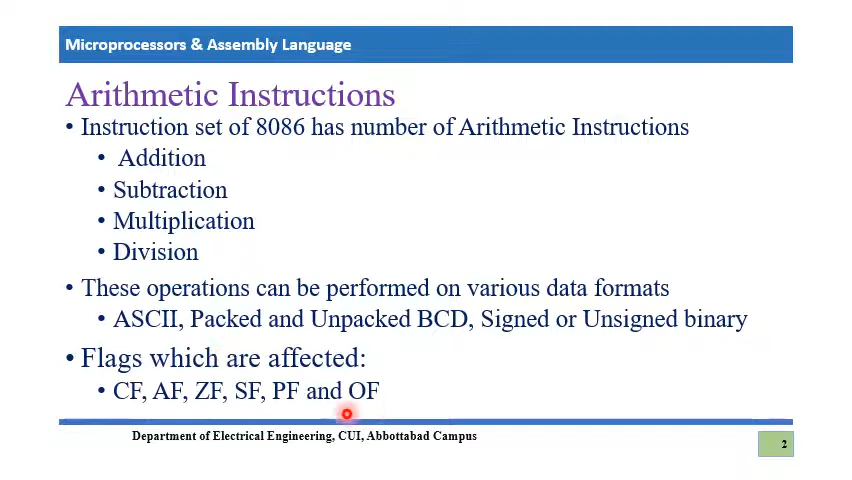 Microprocessors & Assembly Language
Arithmetic Instructions
• Instruction set of 8086 has number of Arithmetic Instructions
• Addition
• Subtraction
• Multiplication
• Division
• These operations can be performed on various data formats
• ASCII, Packed and Unpacked BCD, Signed or Unsigned binary
• Flags which are affected:
• CF, AF, ZF, SF, PF and OF
Department of Electrical Engineering, CUI, Abbottabad Campus
2